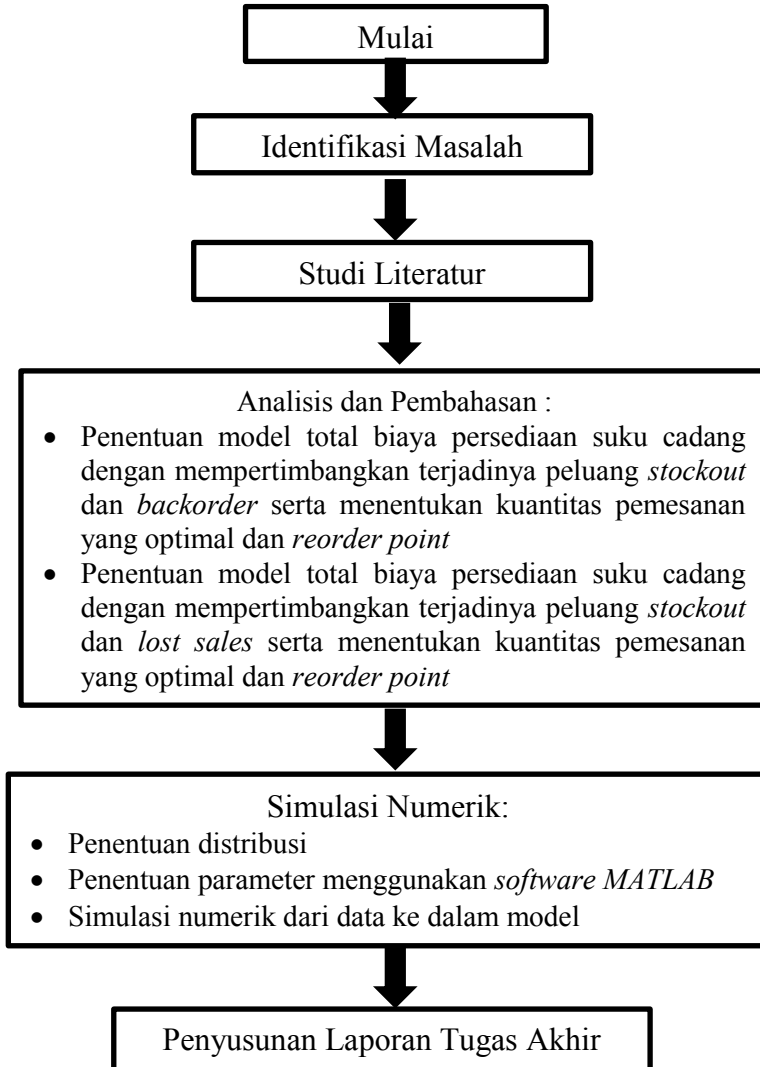 Mulai
Identifikasi Masalah
Studi Literatur
Analisis dan Pembahasan :
• Penentuan model total biaya persediaan suku cadang
dengan mempertimbangkan terjadinya peluang stockout
dan backorder serta menentukan kuantitas pemesanan
yang optimal dan reorder point
• Penentuan model total biaya persediaan suku cadang
dengan mempertimbangkan terjadinya peluang stockout
dan lost sales serta menentukan kuantitas pemesanan
yang optimal dan reorder point
Simulasi Numerik:
• Penentuan distribusi
• Penentuan parameter menggunakan software MATLAB
• Simulasi numerik dari data ke dalam model
Penyusunan Laporan Tugas Akhir